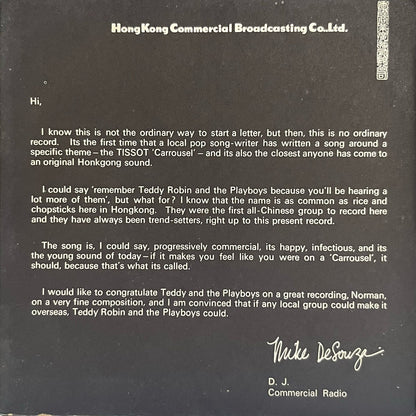 Hong Kong Commercial Broadcasting Co.Ltd.
Hi,
I know this is not the ordinary way to start a letter, but then, this is no ordinary
record. Its the first time that a local pop song-writer has written a song around a
specific theme – the TISSOT 'Carrousel' – and its also the closest anyone has come to
an original Honkgong sound.
I could say 'remember Teddy Robin and the Playboys because you'll be hearing a
lot more of them', but what for? I know that the name is as common as rice and
chopsticks here in Hongkong. They were the first all-Chinese group to record here
and they have always been trend-setters, right up to this present record.
The song is, I could say, progressively commercial, its happy, infectious, and its
the young sound of today – if it makes you feel like you were on a 'Carrousel', it
should, because that's what its called.
I would like to congratulate Teddy and the Playboys on a great recording, Norman,
on a very fine composition, and I am convinced that if any local group could make it
overseas, Teddy Robin and the Playboys could.
Mike DeSouza
D. J.
Commercial Radio